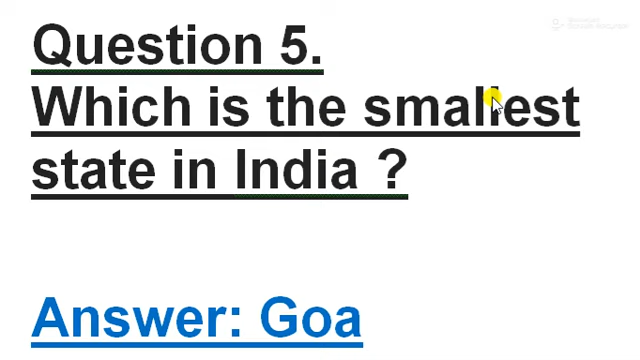 Question 5.
Which is the smallest
state in India ?
Answer: Goa